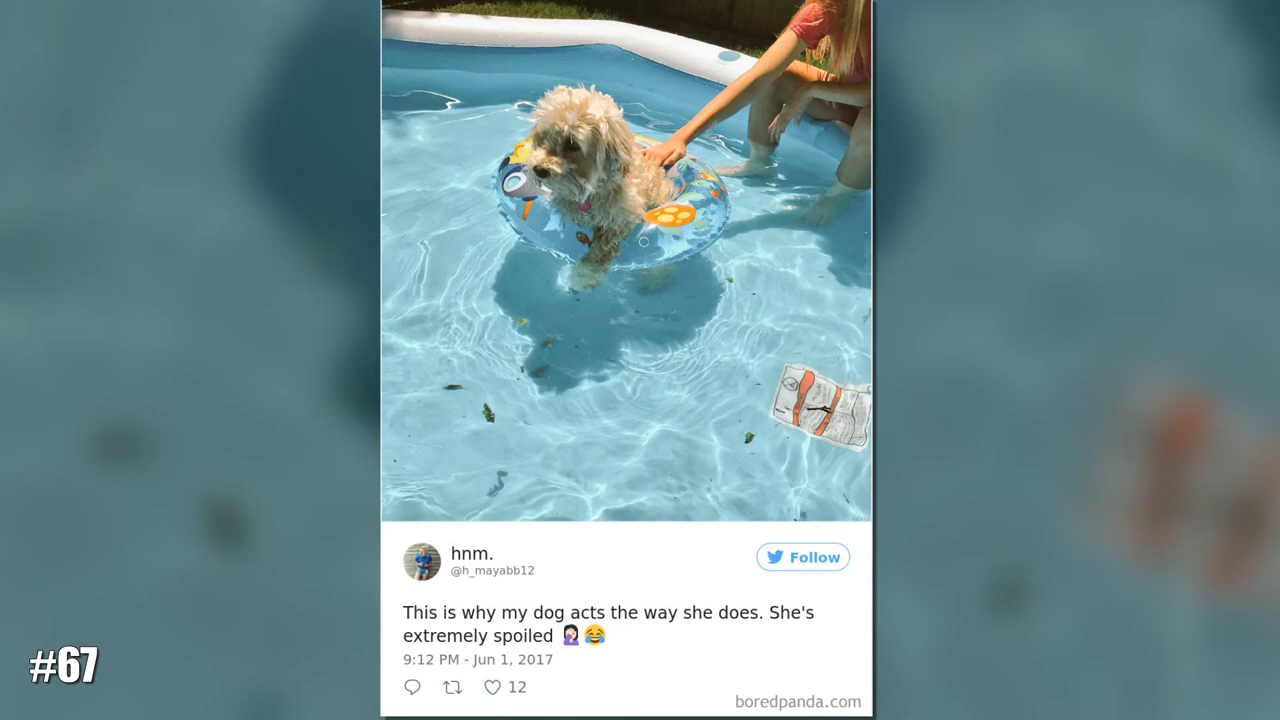 hnm.
@h_mayabb12
Follow
This is why my dog acts the way she does. She's
extremely spoiled 🤦🏻‍♀️😂
9:12 PM - Jun 1, 2017
12
boredpanda.com
#67